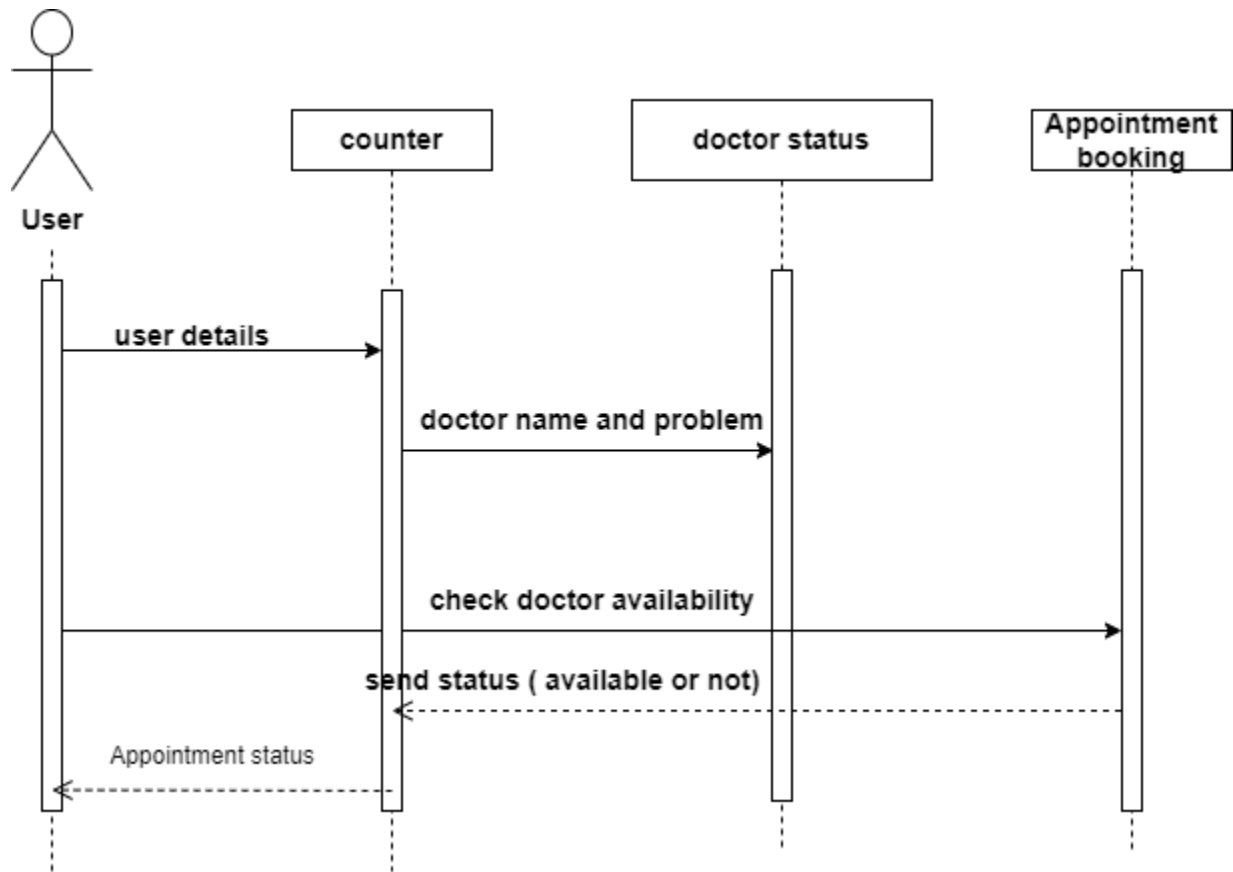 counter
doctor status
Appointment
booking
User
user details
doctor name and problem
check doctor availability
send status ( available or not)
Appointment status